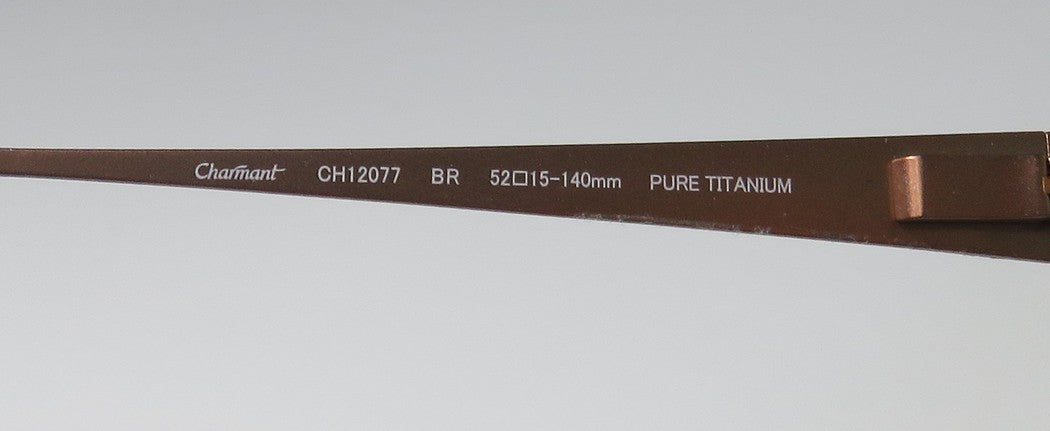 Charmant CH12077 BR 52□15-140mm PURE TITANIUM